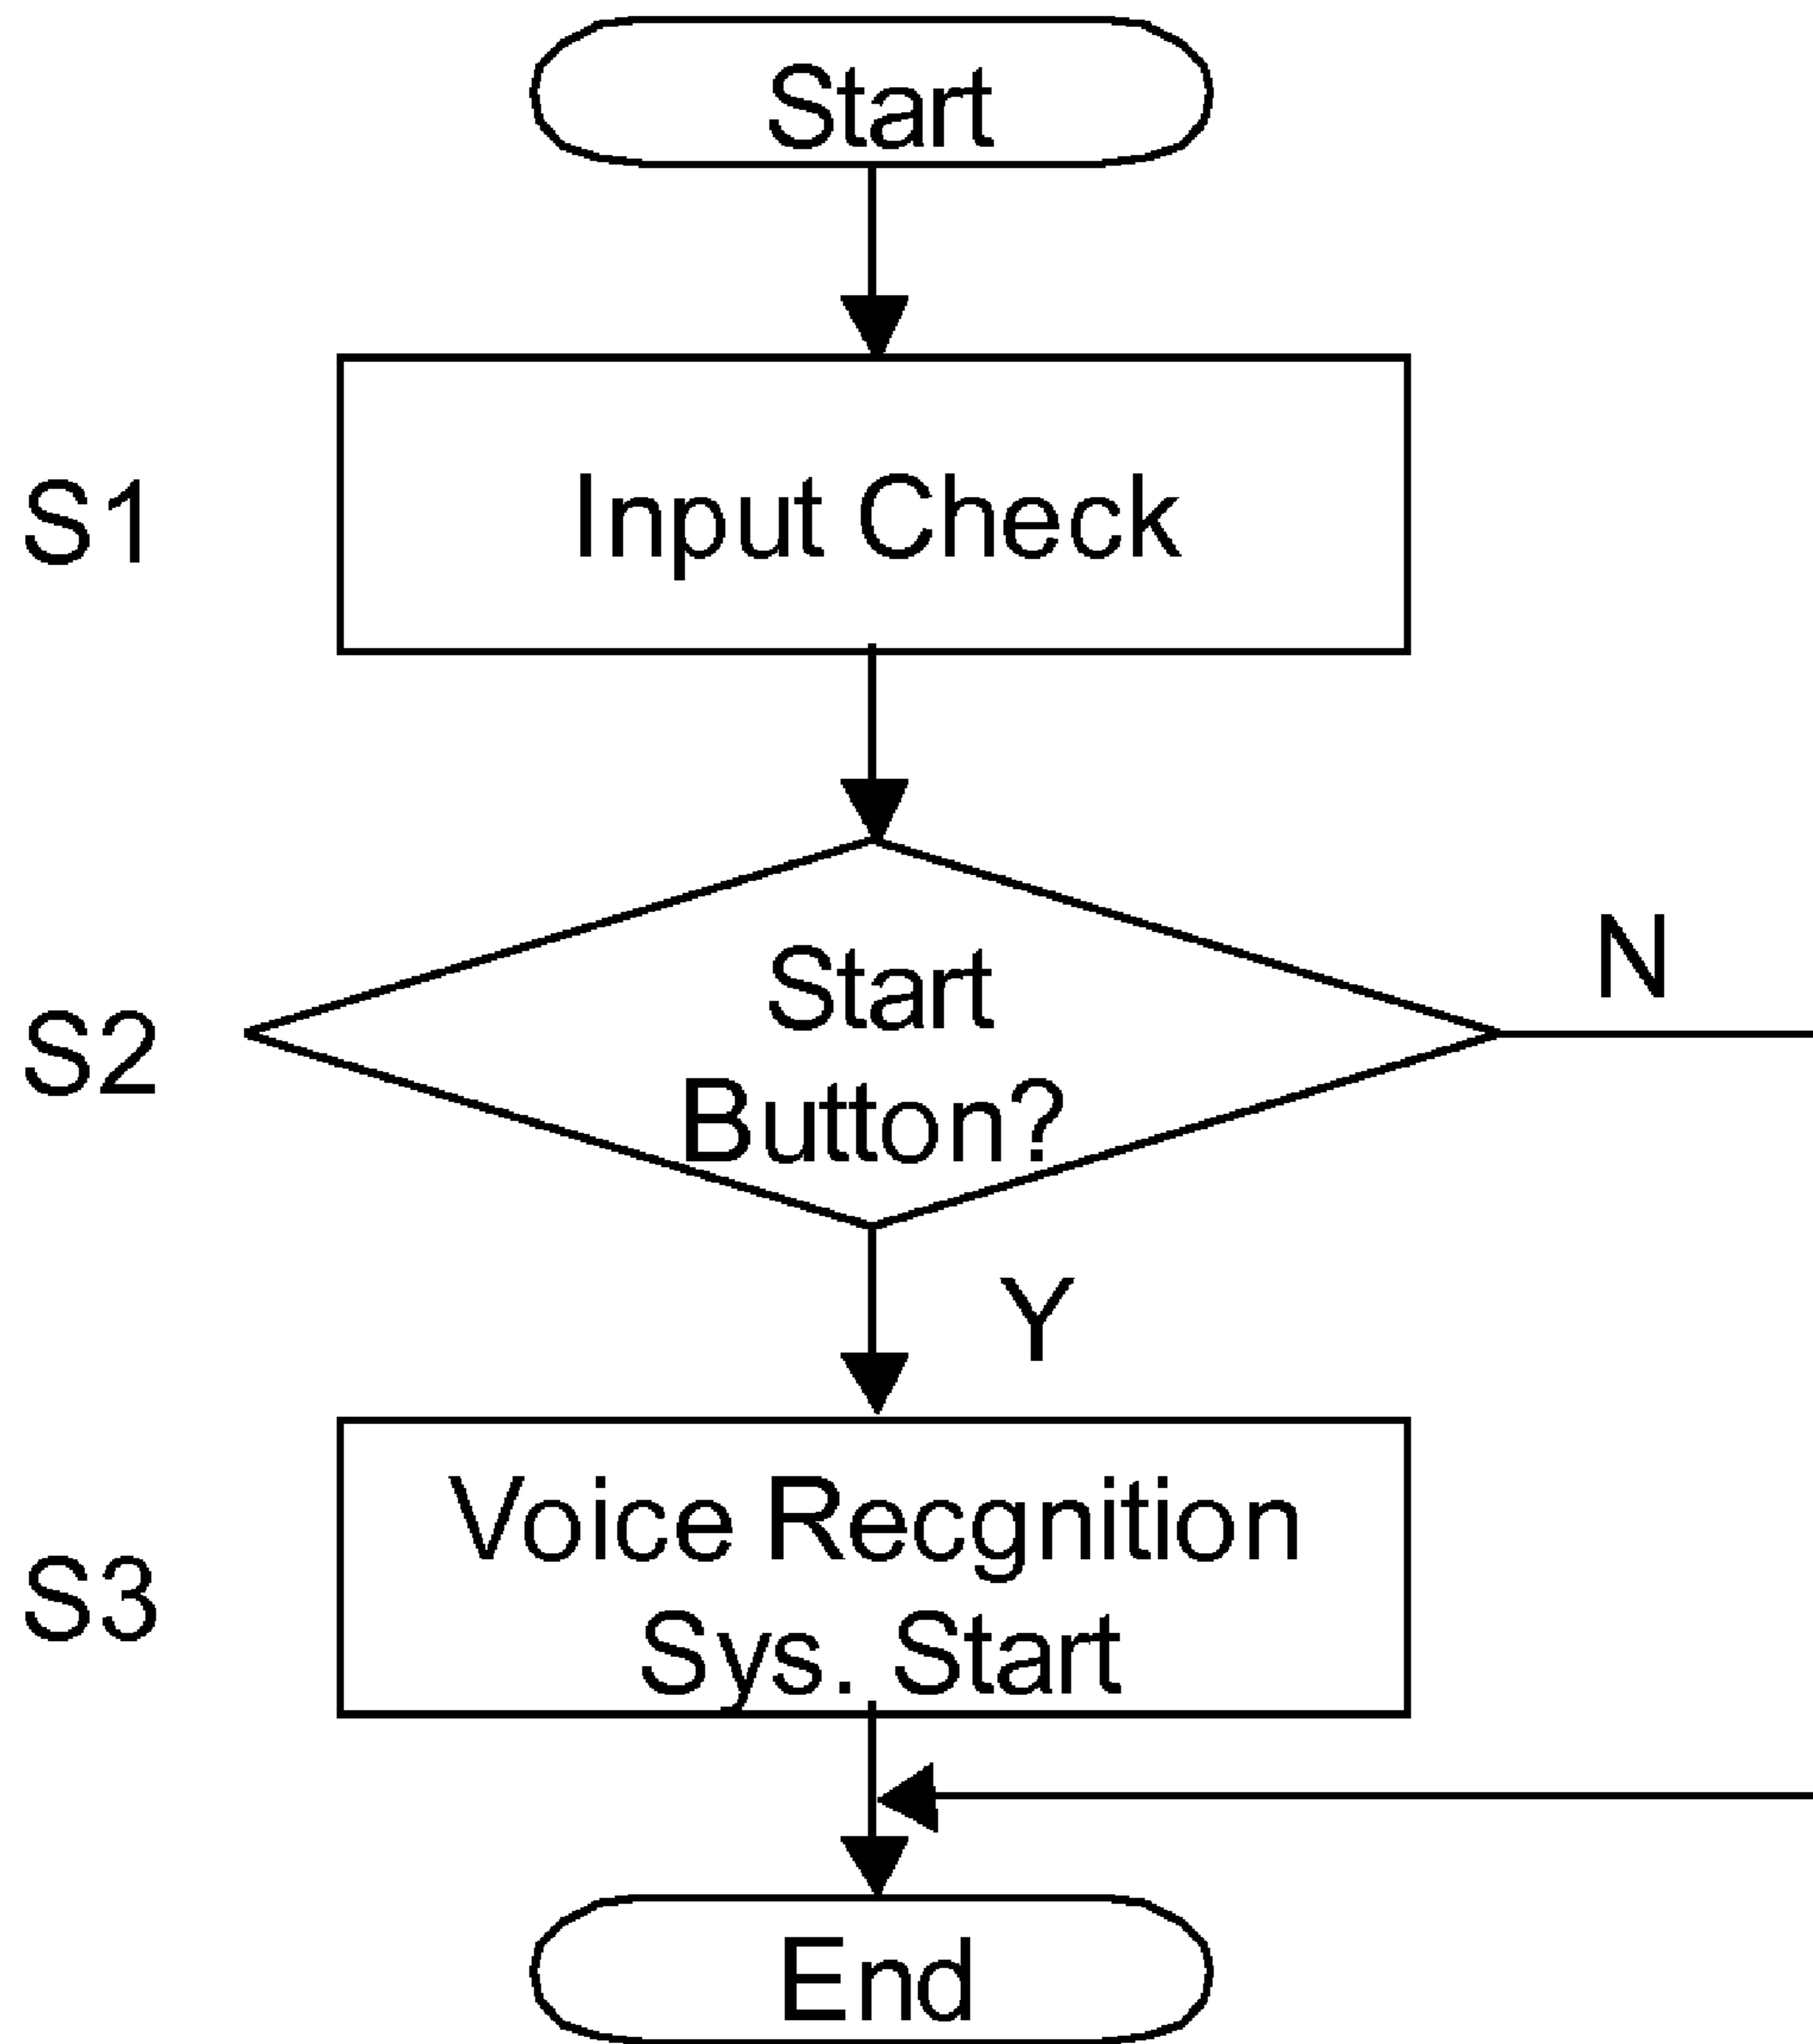 Start
S1
Input Check
S2
Start
Button?
N
Y
S3
Voice Recgnition
Sys. Start
End